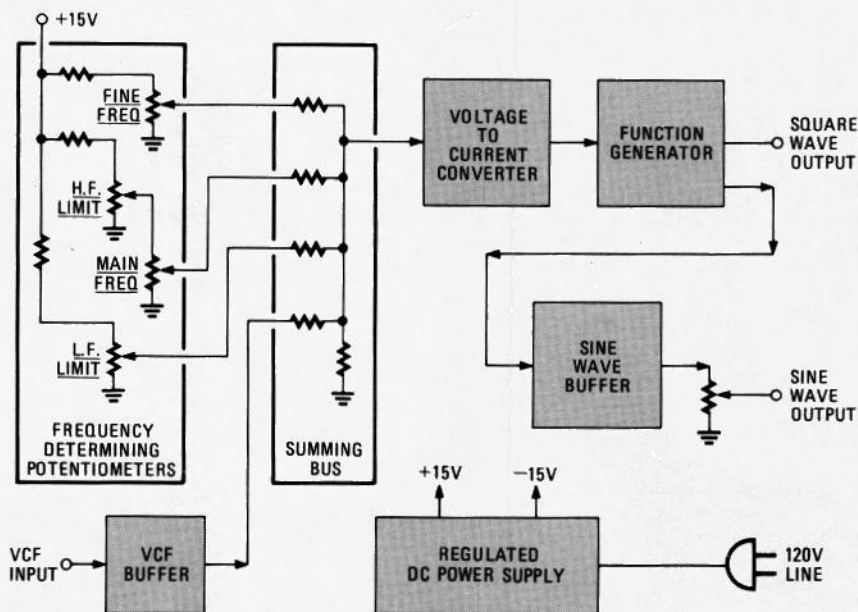 +15V
FINE
FREQ
H.F.
LIMIT
MAIN
FREQ
L.F.
LIMIT
FREQUENCY
DETERMINING
POTENTIOMETERS
SUMMING
BUS
VOLTAGE
TO
CURRENT
CONVERTER
FUNCTION
GENERATOR
SQUARE
WAVE
OUTPUT
SINE
WAVE
BUFFER
SINE
WAVE
OUTPUT
+15V
−15V
VCF
INPUT
VCF
BUFFER
REGULATED
DC POWER SUPPLY
120V
LINE